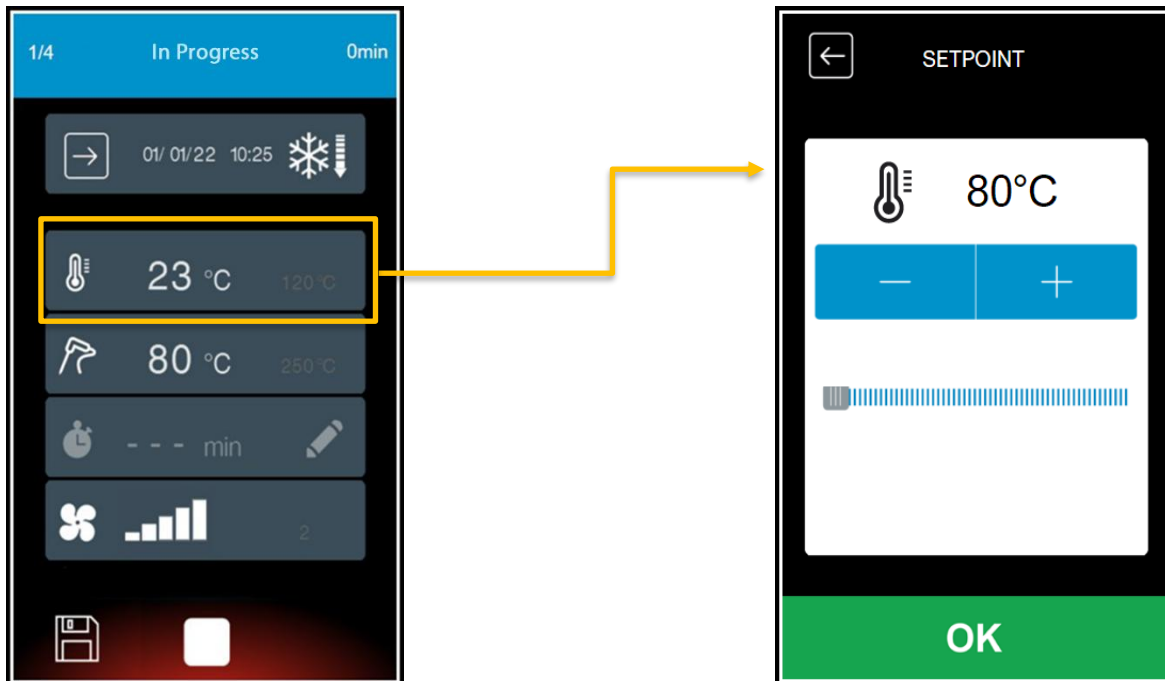 1/4 In Progress 0min
01/ 01/22 10:25
23 °C 120 °C
80 °C 250 °C
- - - min
2
SETPOINT
80°C
OK